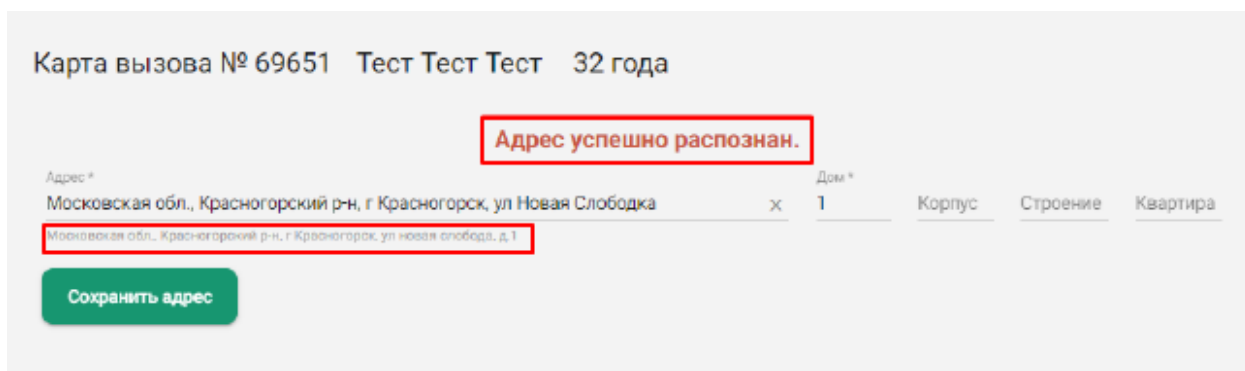 Карта вызова № 69651 Тест Тест Тест 32 года
Адрес успешно распознан.
Адрес * Дом *
Московская обл., Красногорский р-н, г Красногорск, ул Новая Слободка × 1 Корпус Строение Квартира
Московская обл., Красногорский р-н, г Красногорск, ул новая слобода, д.1
Сохранить адрес